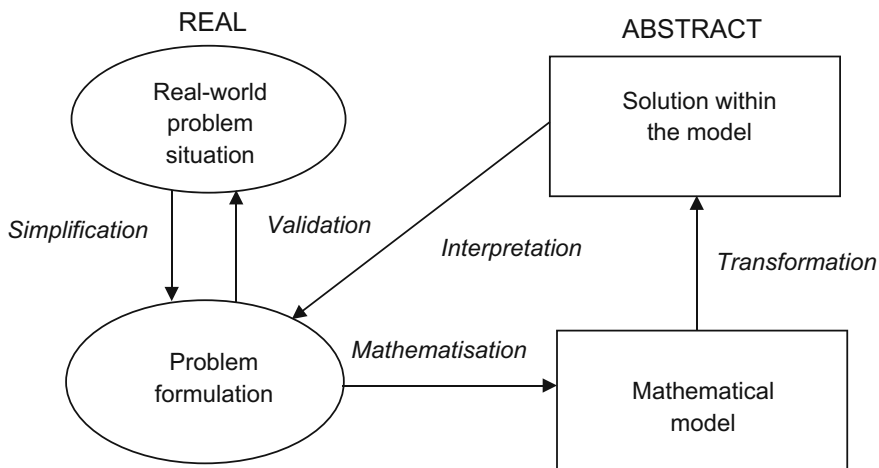 REAL
ABSTRACT
Real-world
problem
situation
Solution within
the model
Simplification
Validation
Interpretation
Transformation
Problem
formulation
Mathematisation
Mathematical
model